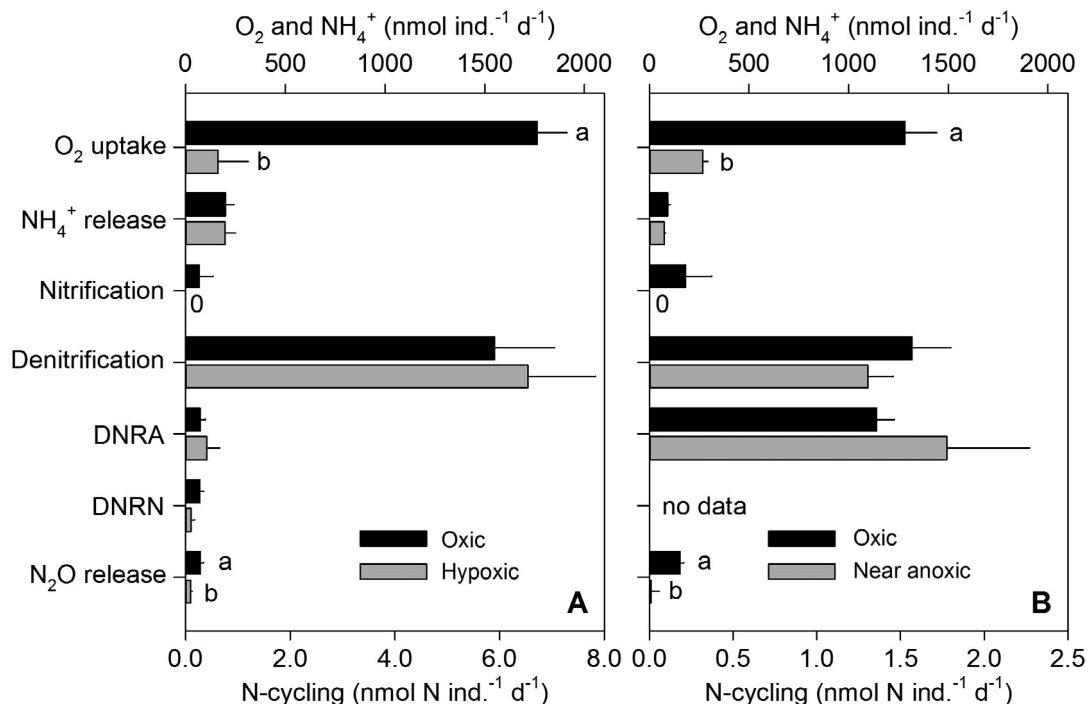 O₂ and NH₄⁺ (nmol ind.⁻¹ d⁻¹)
0 500 1000 1500 2000
O₂ and NH₄⁺ (nmol ind.⁻¹ d⁻¹)
0 500 1000 1500 2000
O₂ uptake
a
b
a
b
NH₄⁺ release
Nitrification
0
0
Denitrification
DNRA
DNRN
no data
N₂O release
a
b
a
b
Oxic
Hypoxic
A
Oxic
Near anoxic
B
0.0 2.0 4.0 6.0 8.0
N-cycling (nmol N ind.⁻¹ d⁻¹)
0.0 0.5 1.0 1.5 2.0 2.5
N-cycling (nmol N ind.⁻¹ d⁻¹)